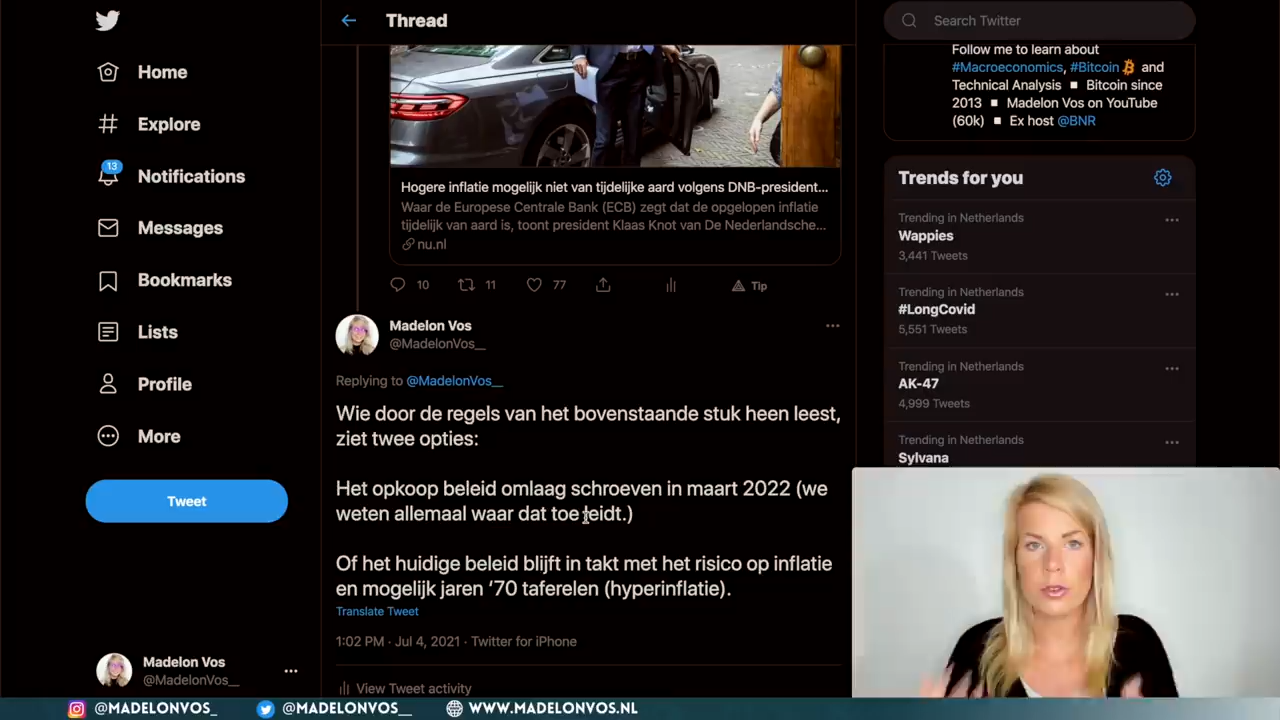 Thread
Search Twitter
Home
Explore
13
Notifications
Messages
Bookmarks
Lists
Profile
More
Tweet
Madelon Vos
@MadelonVos__
Hogere inflatie mogelijk niet van tijdelijke aard volgens DNB-president...
Waar de Europese Centrale Bank (ECB) zegt dat de opgelopen inflatie
tijdelijk van aard is, toont president Klaas Knot van De Nederlandsche...
nu.nl
10
11
77
Tip
Madelon Vos
@MadelonVos__
Replying to @MadelonVos__
Wie door de regels van het bovenstaande stuk heen leest,
ziet twee opties:
Het opkoop beleid omlaag schroeven in maart 2022 (we
weten allemaal waar dat toe leidt.)
Of het huidige beleid blijft in takt met het risico op inflatie
en mogelijk jaren ‘70 taferelen (hyperinflatie).
Translate Tweet
1:02 PM · Jul 4, 2021 · Twitter for iPhone
View Tweet activity
Follow me to learn about
#Macroeconomics, #Bitcoin and
Technical Analysis ▪ Bitcoin since
2013 ▪ Madelon Vos on YouTube
(60k) ▪ Ex host @BNR
Trends for you
Trending in Netherlands
Wappies
3,441 Tweets
Trending in Netherlands
#LongCovid
5,551 Tweets
Trending in Netherlands
AK-47
4,999 Tweets
Trending in Netherlands
Sylvana
@MADELONVOS_
@MADELONVOS__
WWW.MADELONVOS.NL